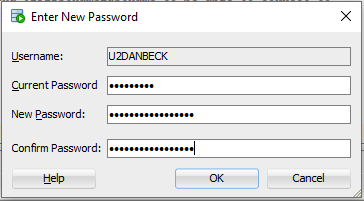 Enter New Password
Username: U2DANBECK
Current Password •••••••••
New Password: •••••••••••••••••
Confirm Password: •••••••••••••••••
Help OK Cancel